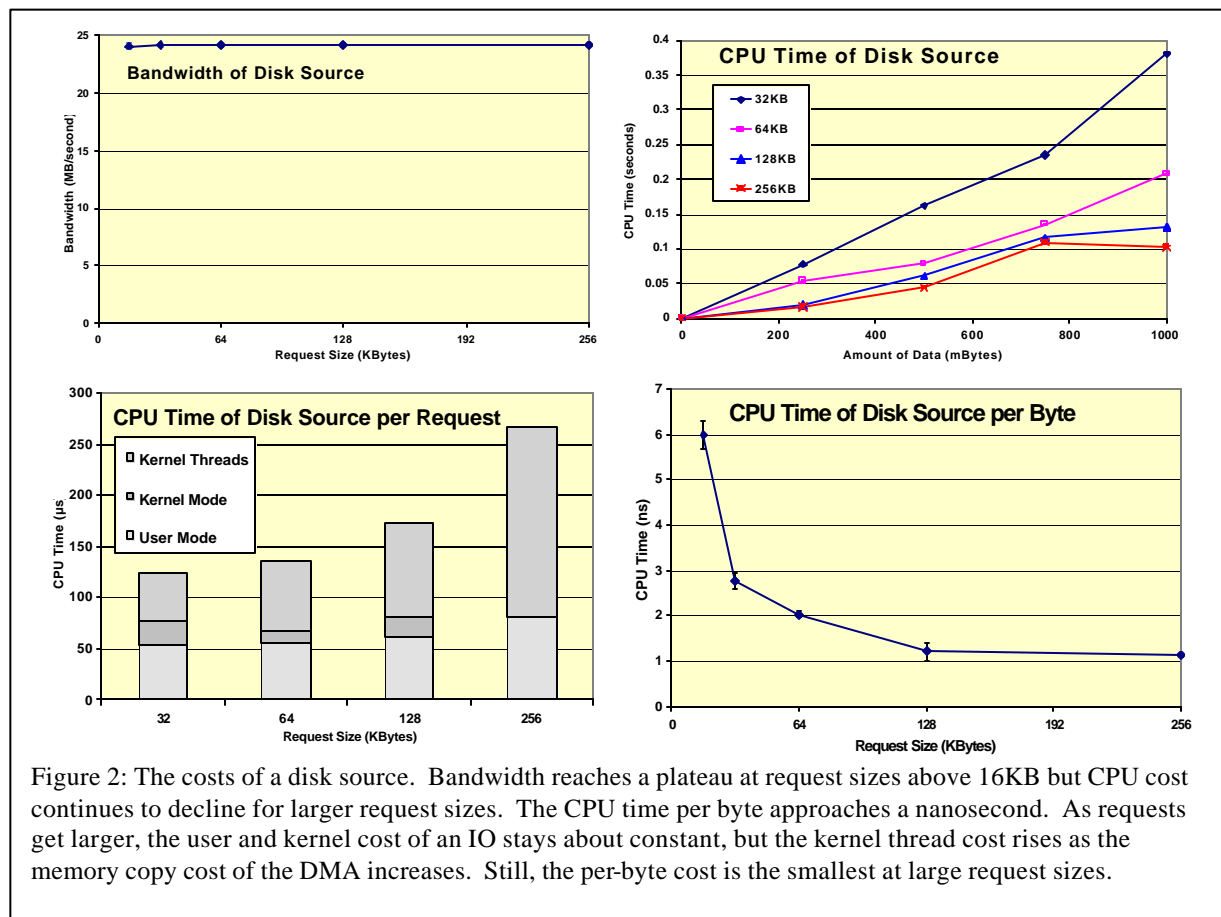 Bandwidth of Disk Source
25
20
15
10
5
0
Bandwidth (MB/second)
0 64 128 192 256
Request Size (KBytes)
CPU Time of Disk Source
0.4
0.35
0.3
0.25
0.2
0.15
0.1
0.05
0
CPU Time (seconds)
32KB
64KB
128KB
256KB
0 200 400 600 800 1000
Amount of Data (mBytes)
CPU Time of Disk Source per Request
300
250
200
150
100
50
0
CPU Time (µs)
Kernel Threads
Kernel Mode
User Mode
32 64 128 256
Request Size (KBytes)
CPU Time of Disk Source per Byte
7
6
5
4
3
2
1
0
CPU Time (ns)
0 64 128 192 256
Request Size (KBytes)
Figure 2: The costs of a disk source. Bandwidth reaches a plateau at request sizes above 16KB but CPU cost
continues to decline for larger request sizes. The CPU time per byte approaches a nanosecond. As requests
get larger, the user and kernel cost of an IO stays about constant, but the kernel thread cost rises as the
memory copy cost of the DMA increases. Still, the per-byte cost is the smallest at large request sizes.